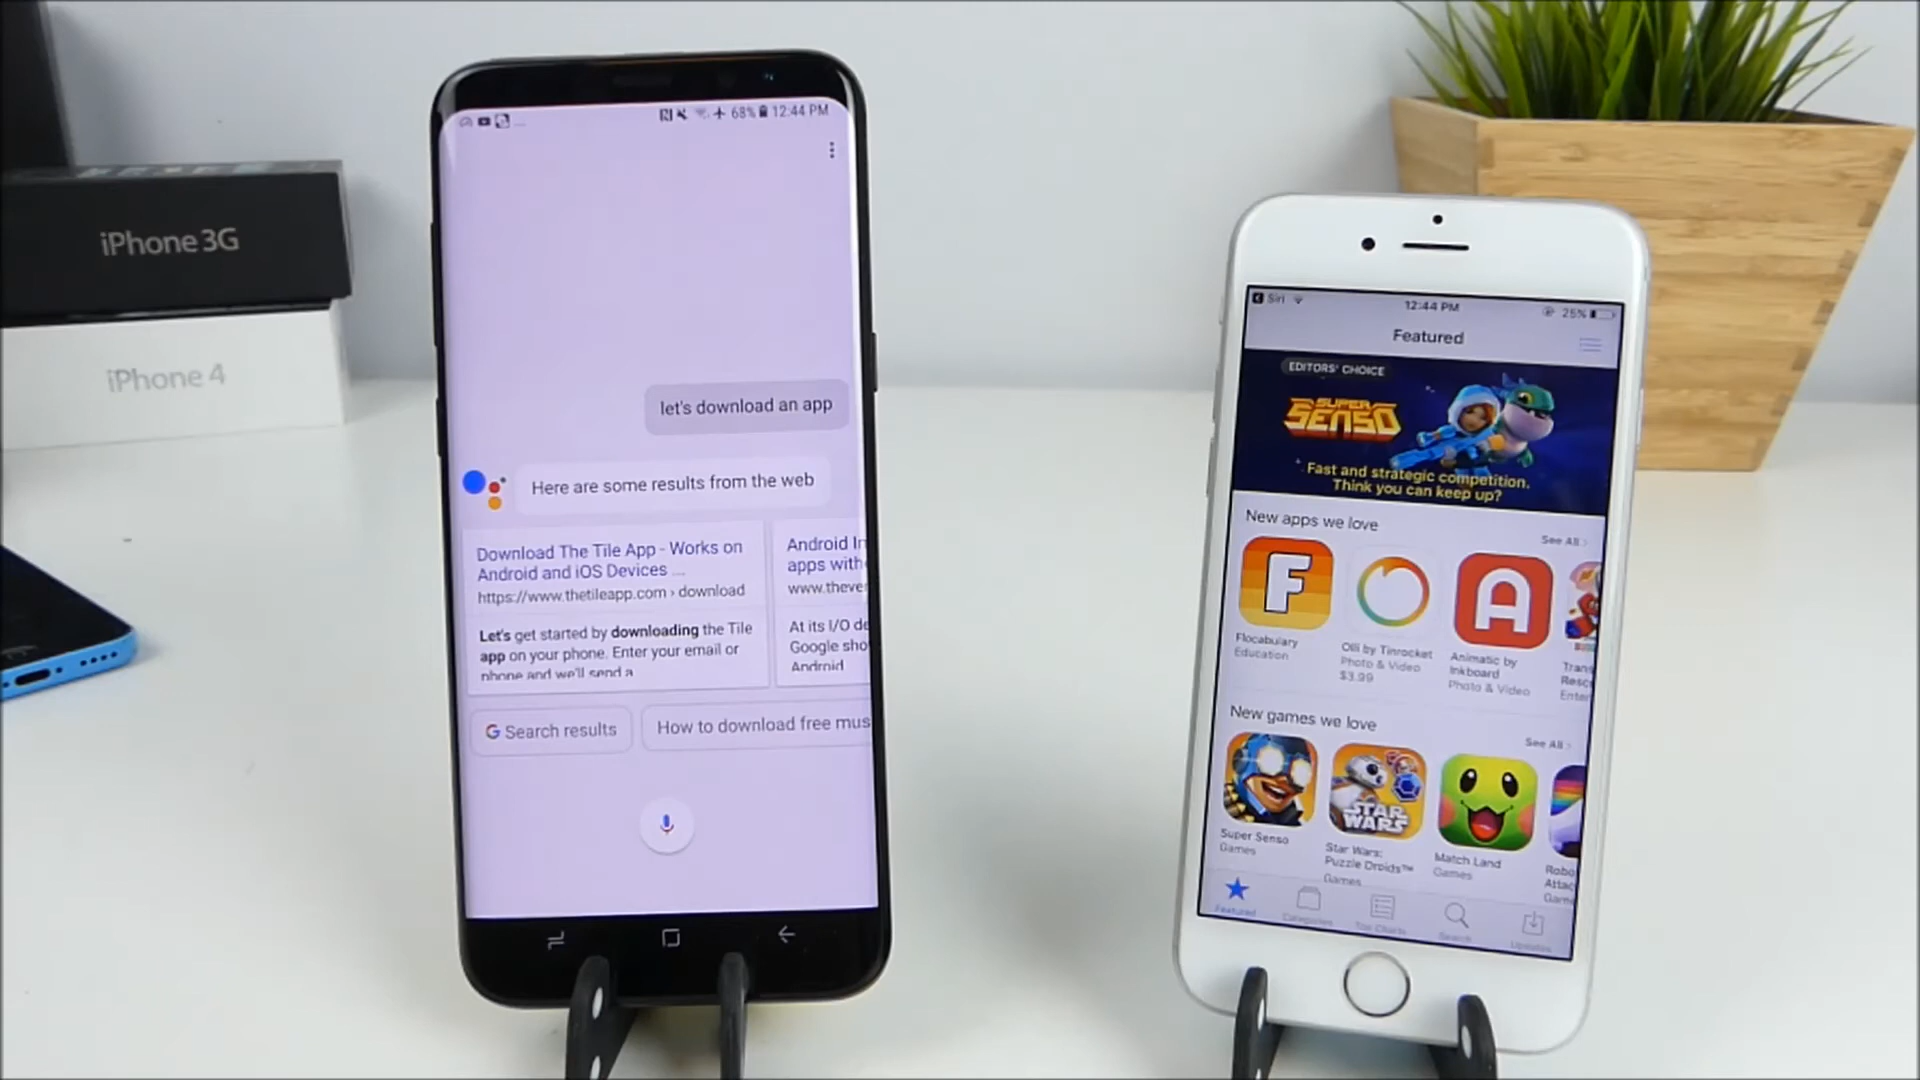 iPhone 3G
iPhone 4
68% 12:44 PM
let's download an app
Here are some results from the web
Download The Tile App - Works on
Android and iOS Devices ...
https://www.thetileapp.com › download
Let's get started by downloading the Tile
app on your phone. Enter your email or
phone and we'll send a
Android In
apps with
www.theve
At its I/O de
Google sho
Android
G Search results
How to download free mus
Siri 12:44 PM 25%
Featured
EDITORS' CHOICE
SUPER
SENSO
Fast and strategic competition.
Think you can keep up?
New apps we love
See All ›
F
A
Flocabulary
Education
Olli by Tinrocket
Photo & Video
$3.99
Animatic by
Inkboard
Photo & Video
Trans
Resc
Enter
New games we love
See All ›
STAR
WARS
Super Senso
Games
Star Wars:
Puzzle Droids™
Games
Match Land
Games
Robo
Attac
Game
Featured
Categories
Top Charts
Search
Updates